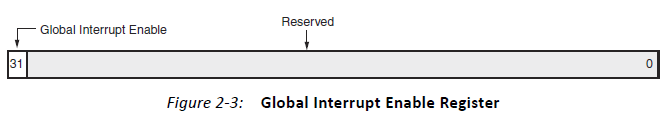 Reserved
Global Interrupt Enable
31
0
Figure 2-3: Global Interrupt Enable Register